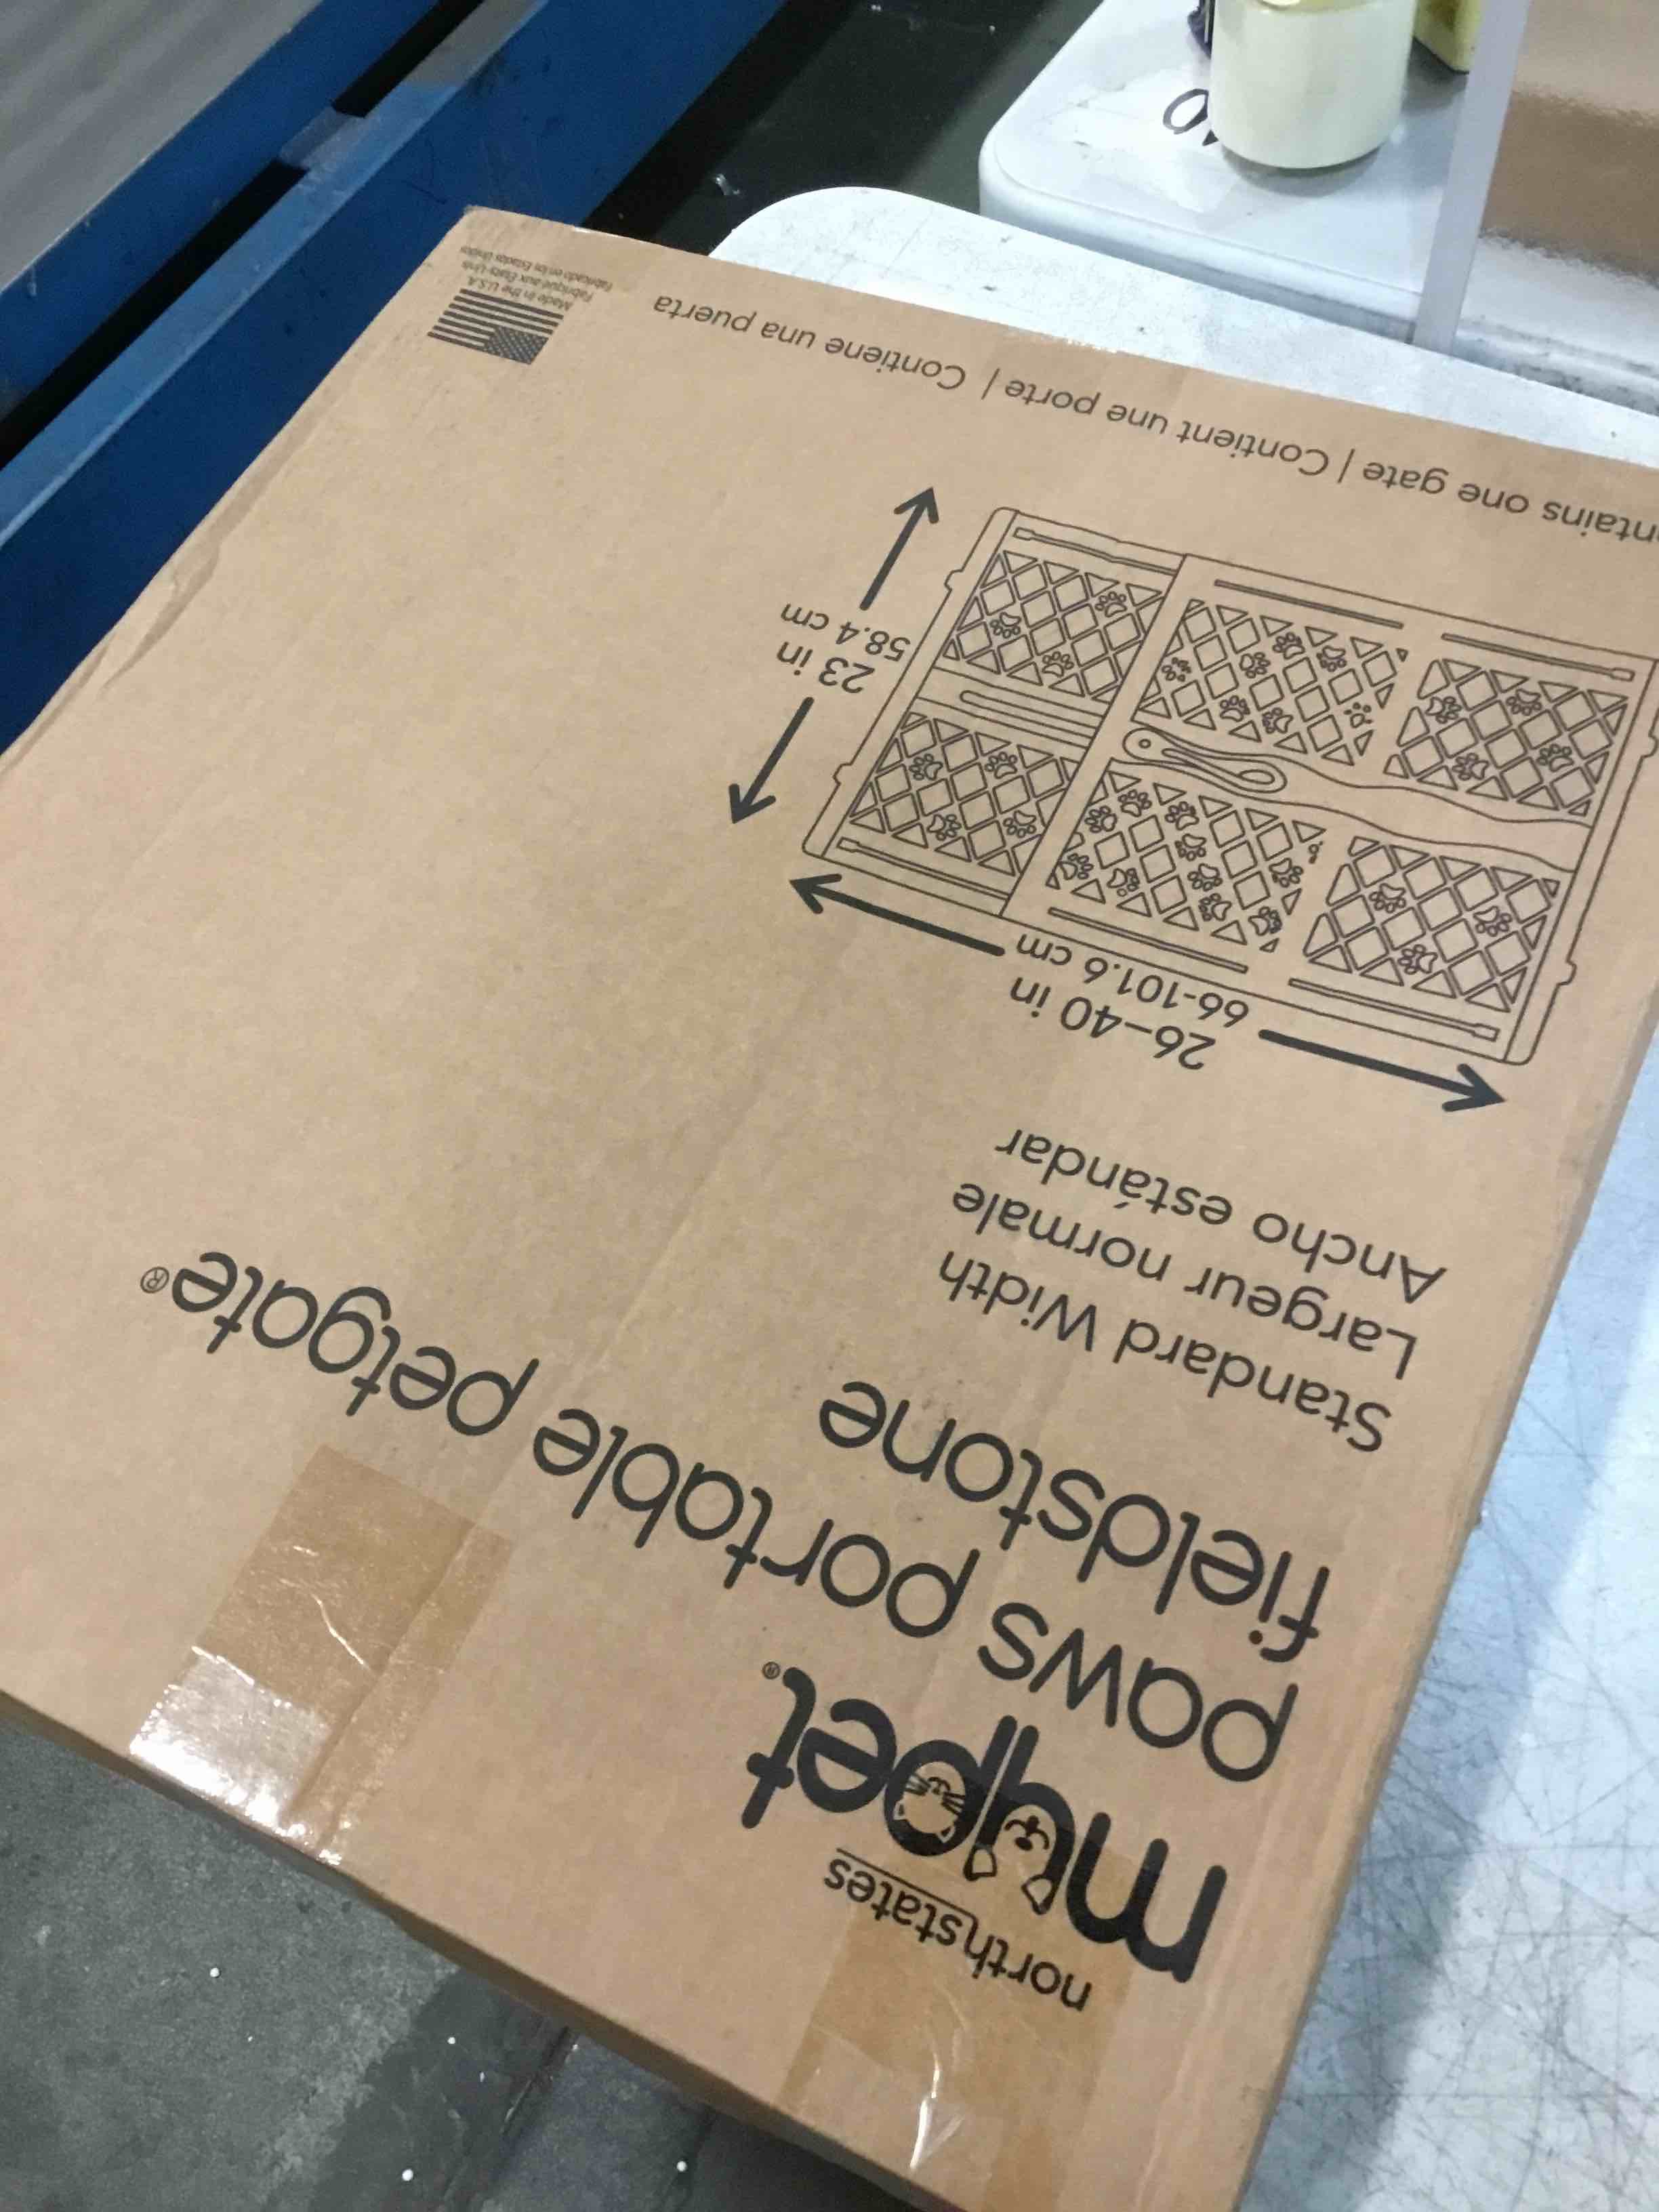 northstates
mypet®
paws portable petgate®
fieldstone
Standard Width
Largeur normale
Ancho estándar
26–40 in
66-101.6 cm
23 in
58.4 cm
ntains one gate | Contient une porte | Contiene una puerta
Made in the U.S.A.
Fabriqué aux États-Unis
Fabricado en los Estados Unidos